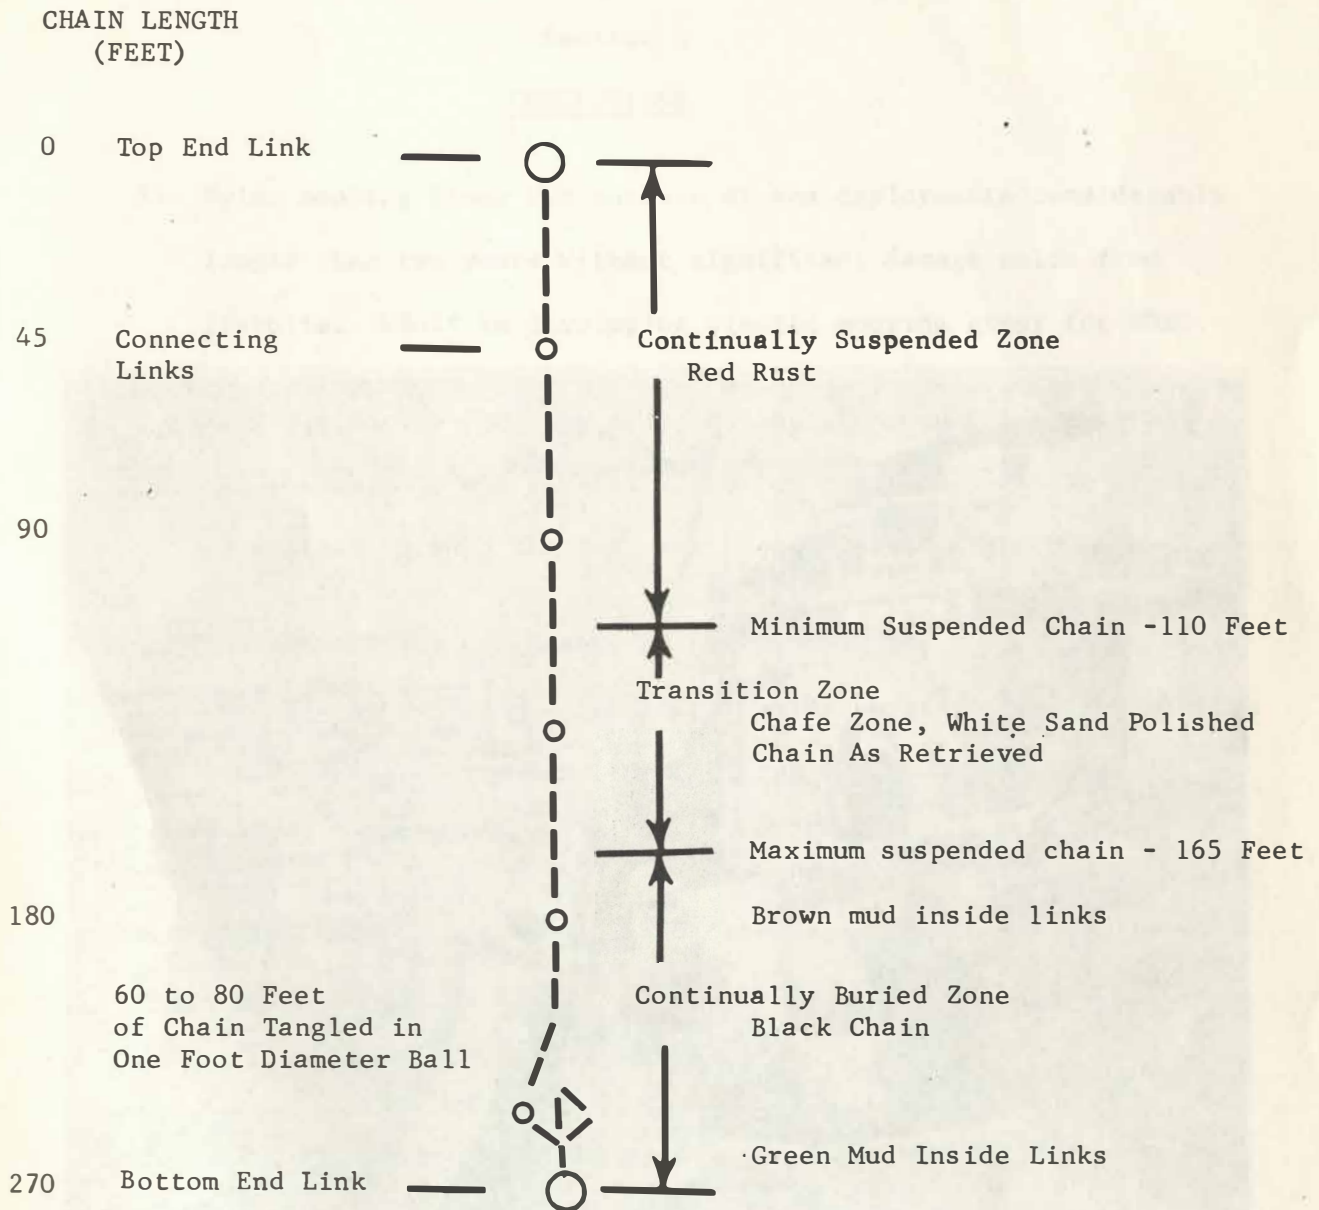 CHAIN LENGTH
(FEET)
0 Top End Link
45 Connecting
Links
Continually Suspended Zone
Red Rust
90
Minimum Suspended Chain -110 Feet
Transition Zone
Chafe Zone, White Sand Polished
Chain As Retrieved
Maximum suspended chain - 165 Feet
180
Brown mud inside links
60 to 80 Feet
of Chain Tangled in
One Foot Diameter Ball
Continually Buried Zone
Black Chain
Green Mud Inside Links
270 Bottom End Link